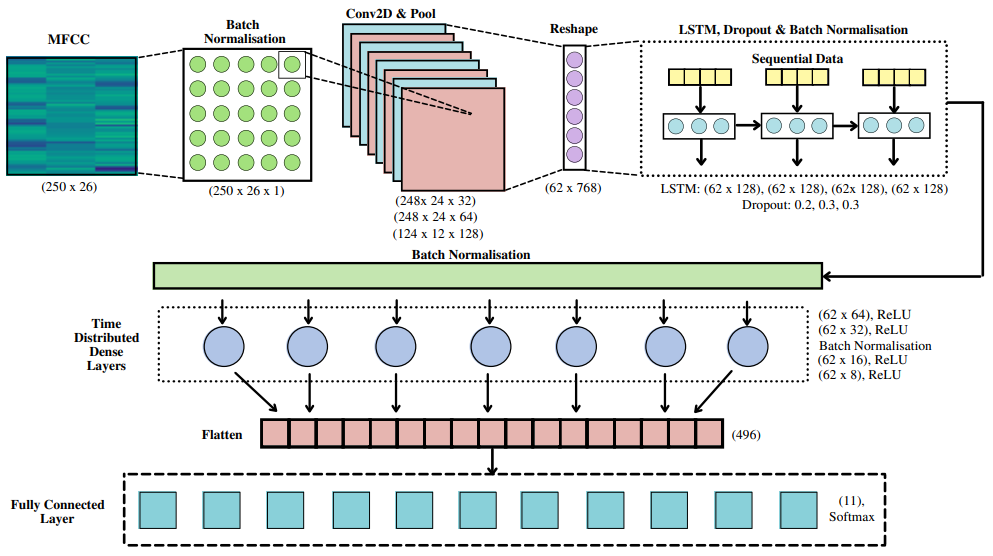 MFCC
(250 x 26)
Batch
Normalisation
(250 x 26 x 1)
Conv2D & Pool
(248x 24 x 32)
(248 x 24 x 64)
(124 x 12 x 128)
Reshape
(62 x 768)
LSTM, Dropout & Batch Normalisation
Sequential Data
LSTM: (62 x 128), (62 x 128), (62x 128), (62 x 128)
Dropout: 0.2, 0.3, 0.3
Batch Normalisation
Time
Distributed
Dense
Layers
(62 x 64), ReLU
(62 x 32), ReLU
Batch Normalisation
(62 x 16), ReLU
(62 x 8), ReLU
Flatten
(496)
Fully Connected
Layer
(11),
Softmax